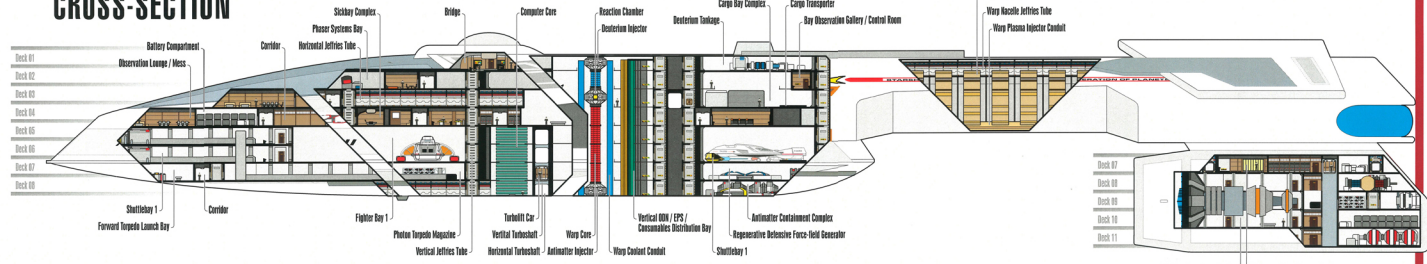 CROSS-SECTION
Sickbay Complex
Bridge
Computer Core
Reaction Chamber
Cargo Bay Complex
Cargo Transporter
Warp Nacelle Jeffries Tube
Phaser Systems Bay
Deuterium Injector
Deuterium Tankage
Bay Observation Gallery / Control Room
Warp Plasma Injector Conduit
Battery Compartment
Corridor
Horizontal Jeffries Tube
Observation Lounge / Mess
Deck 01
Deck 02
Deck 03
Deck 04
Deck 05
Deck 06
Deck 07
Deck 08
STARSH
ERATION OF PLANE
Deck 07
Deck 08
Deck 09
Deck 10
Deck 11
Shuttlebay 1
Corridor
Forward Torpedo Launch Bay
Fighter Bay 1
Photon Torpedo Magazine
Vertical Jeffries Tube
Turbolift Car
Vertital Turboshaft
Horizontal Turboshaft
Warp Core
Antimatter Injector
Warp Coolant Conduit
Vertical ODN / EPS /
Consumables Distribution Bay
Shuttlebay 1
Antimatter Containment Complex
Regenerative Defensive Force-field Generator